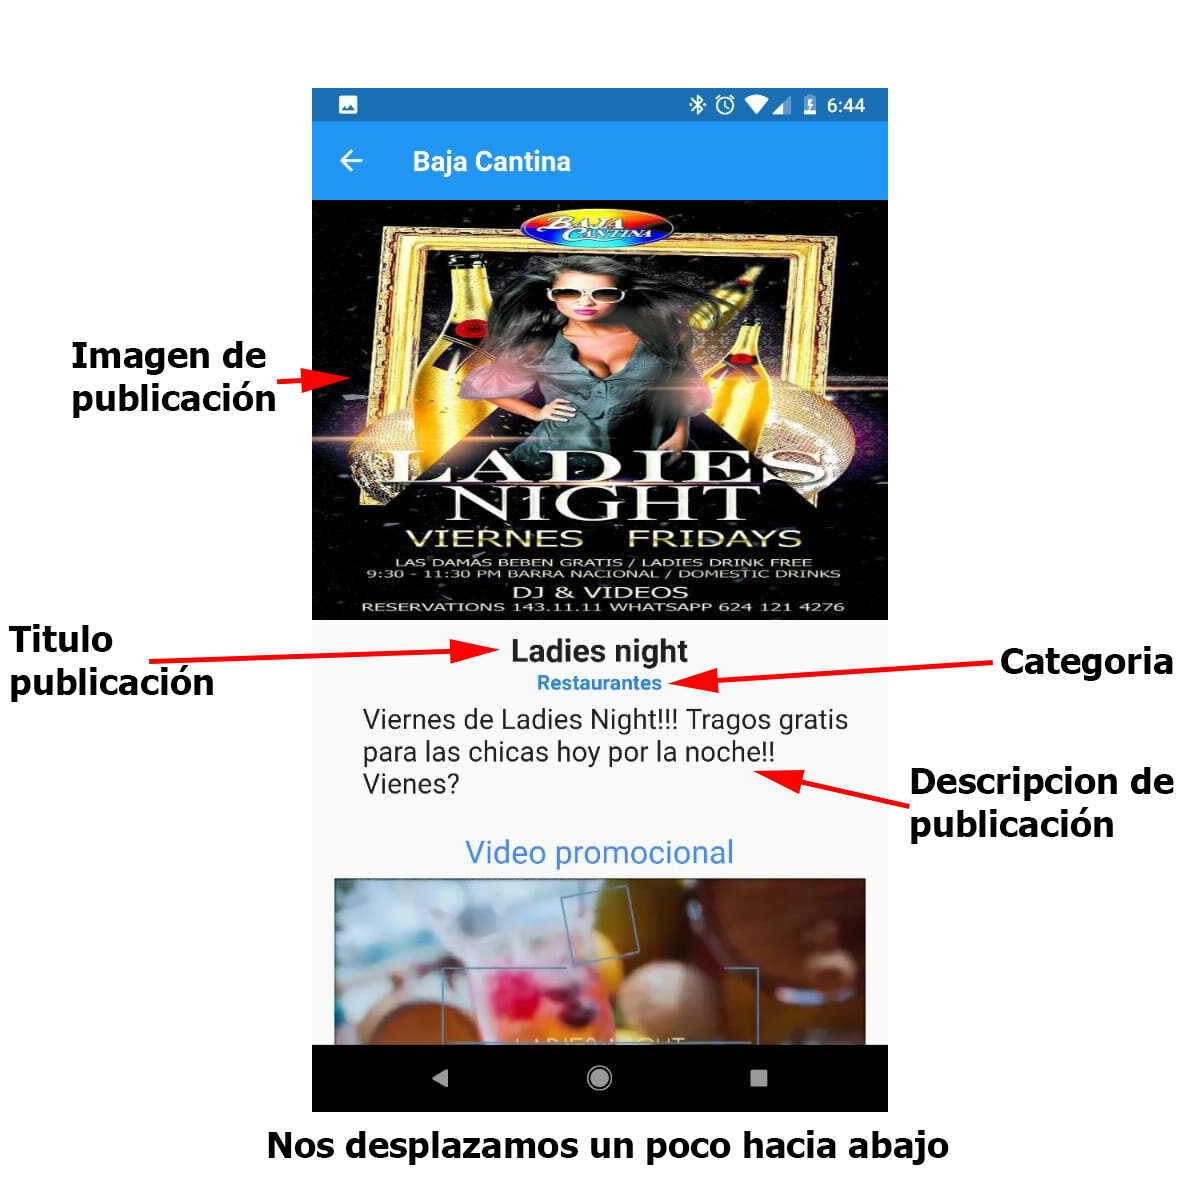 6:44
Baja Cantina
BAJA
CANTINA
Imagen de
publicación
LADIES
NIGHT
VIERNES FRIDAYS
LAS DAMAS BEBEN GRATIS / LADIES DRINK FREE
9:30 - 11:30 PM BARRA NACIONAL / DOMESTIC DRINKS
DJ & VIDEOS
RESERVATIONS 143.11.11 WHATSAPP 624 121 4276
Titulo
publicación
Ladies night
Restaurantes
Categoria
Viernes de Ladies Night!!! Tragos gratis
para las chicas hoy por la noche!!
Vienes?
Descripcion de
publicación
Video promocional
LADIES NIGHT
Nos desplazamos un poco hacia abajo